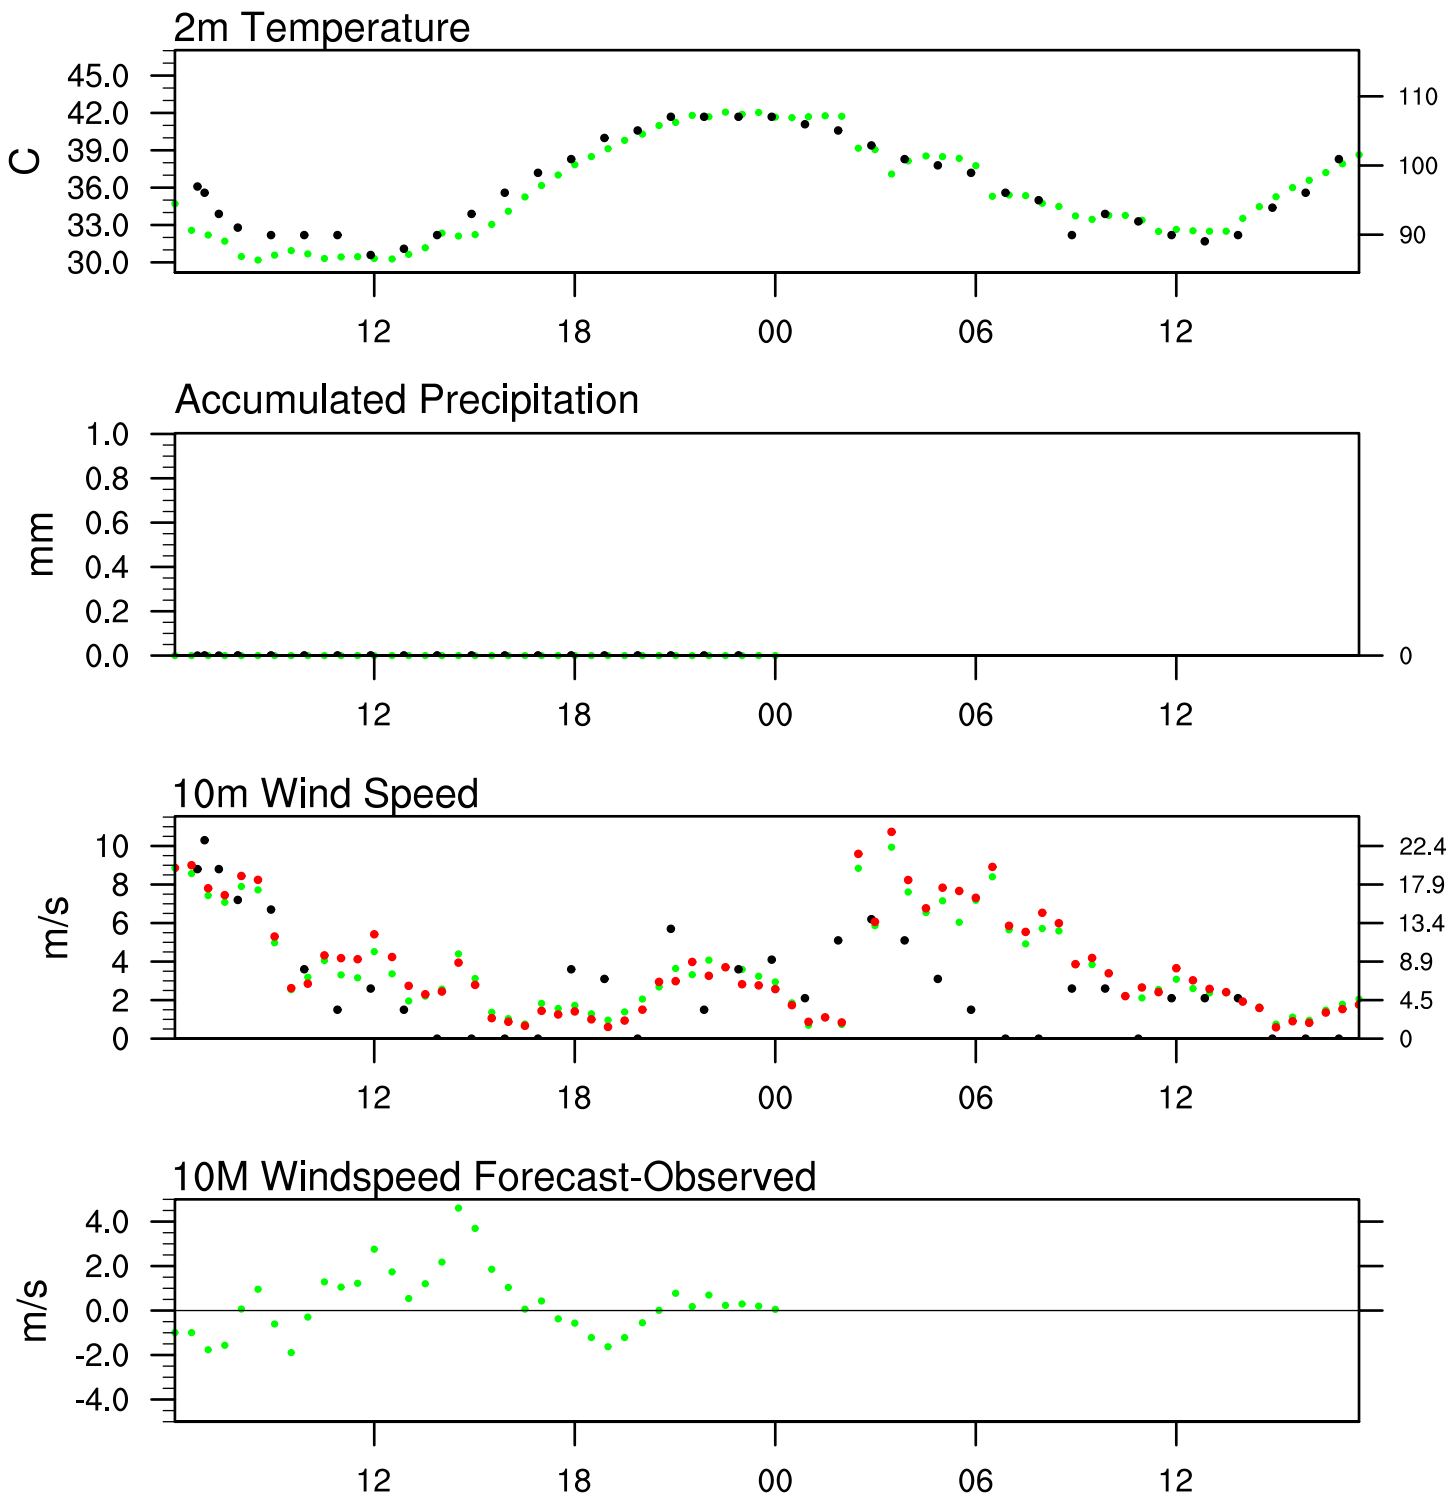 2m Temperature
45.0
42.0
39.0
36.0
33.0
30.0
C
110
100
90
12 18 00 06 12
Accumulated Precipitation
1.0
0.8
0.6
0.4
0.2
0.0
mm
0
12 18 00 06 12
10m Wind Speed
10
8
6
4
2
0
m/s
22.4
17.9
13.4
8.9
4.5
0
12 18 00 06 12
10M Windspeed Forecast-Observed
4.0
2.0
0.0
-2.0
-4.0
m/s
12 18 00 06 12